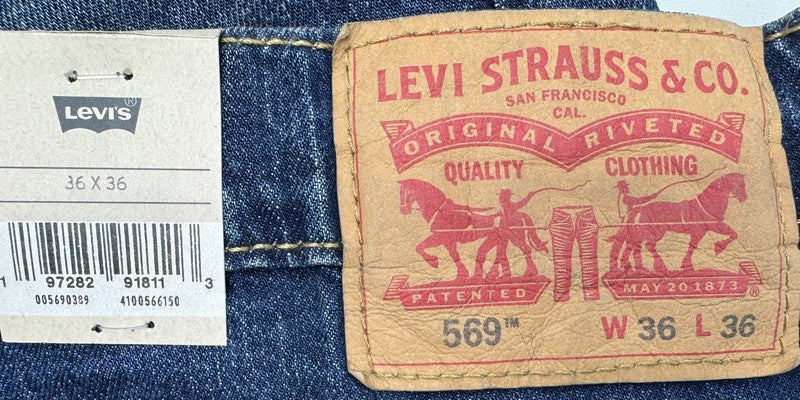 LEVI'S®
36 X 36
1 97282 91811 3
005690389 4100566150
LEVI STRAUSS & CO.
SAN FRANCISCO
CAL.
ORIGINAL RIVETED
QUALITY CLOTHING
PATENTED MAY 20 1873 ®
569™ W 36 L 36